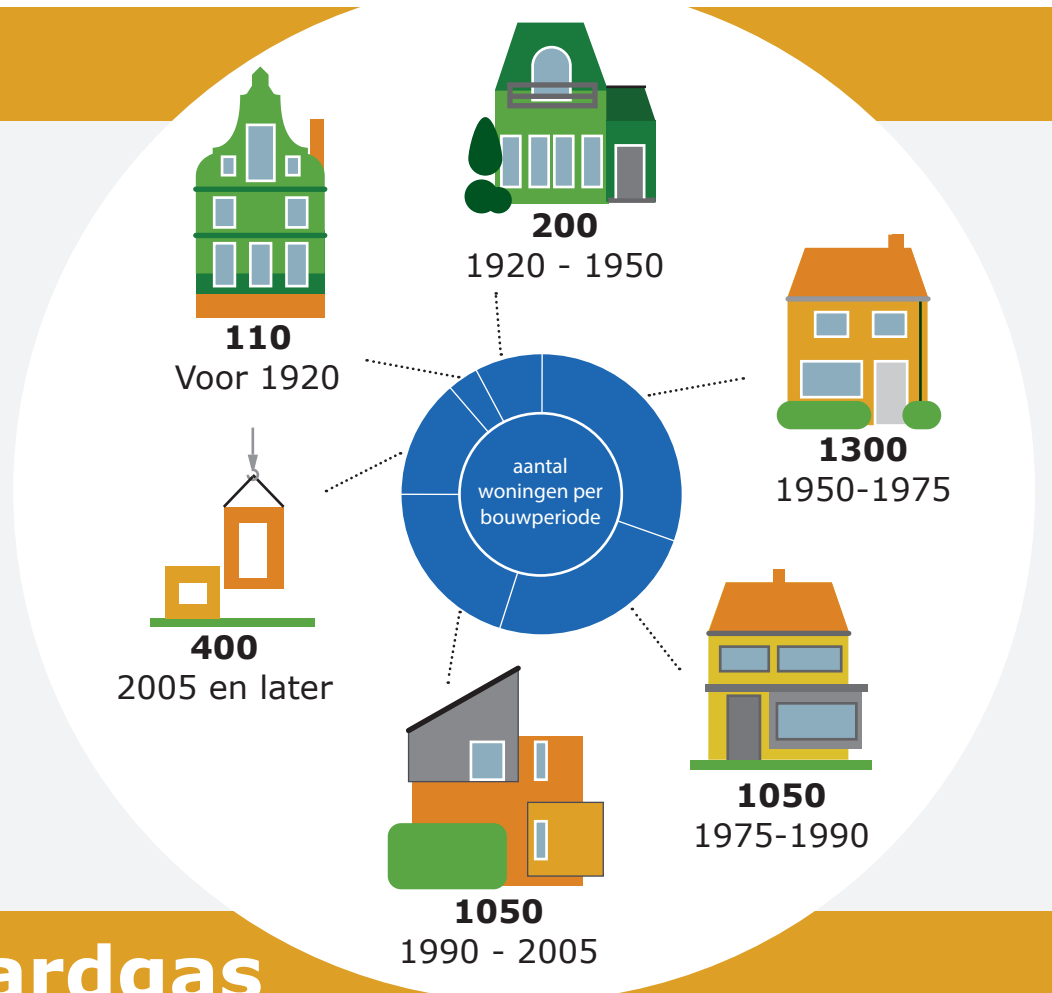 200
1920 - 1950
110
Voor 1920
1300
1950-1975
aantal
woningen per
bouwperiode
400
2005 en later
1050
1975-1990
1050
1990 - 2005
ardgas